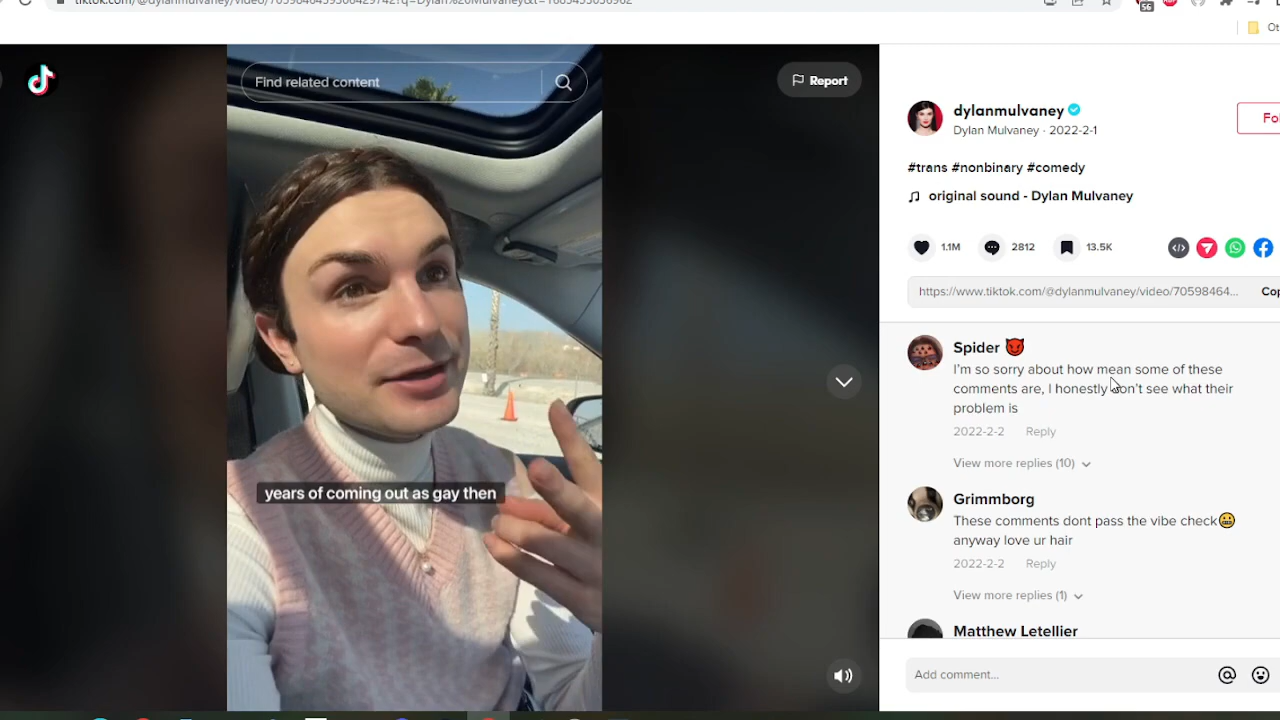 Find related content
Report
years of coming out as gay then
dylanmulvaney
Dylan Mulvaney · 2022-2-1
#trans #nonbinary #comedy
original sound - Dylan Mulvaney
1.1M 2812 13.5K
https://www.tiktok.com/@dylanmulvaney/video/70598464...
Spider 😈
I'm so sorry about how mean some of these
comments are, I honestly don't see what their
problem is
2022-2-2 Reply
View more replies (10)
Grimmborg
These comments dont pass the vibe check😬
anyway love ur hair
2022-2-2 Reply
View more replies (1)
Matthew Letellier
Add comment...
56